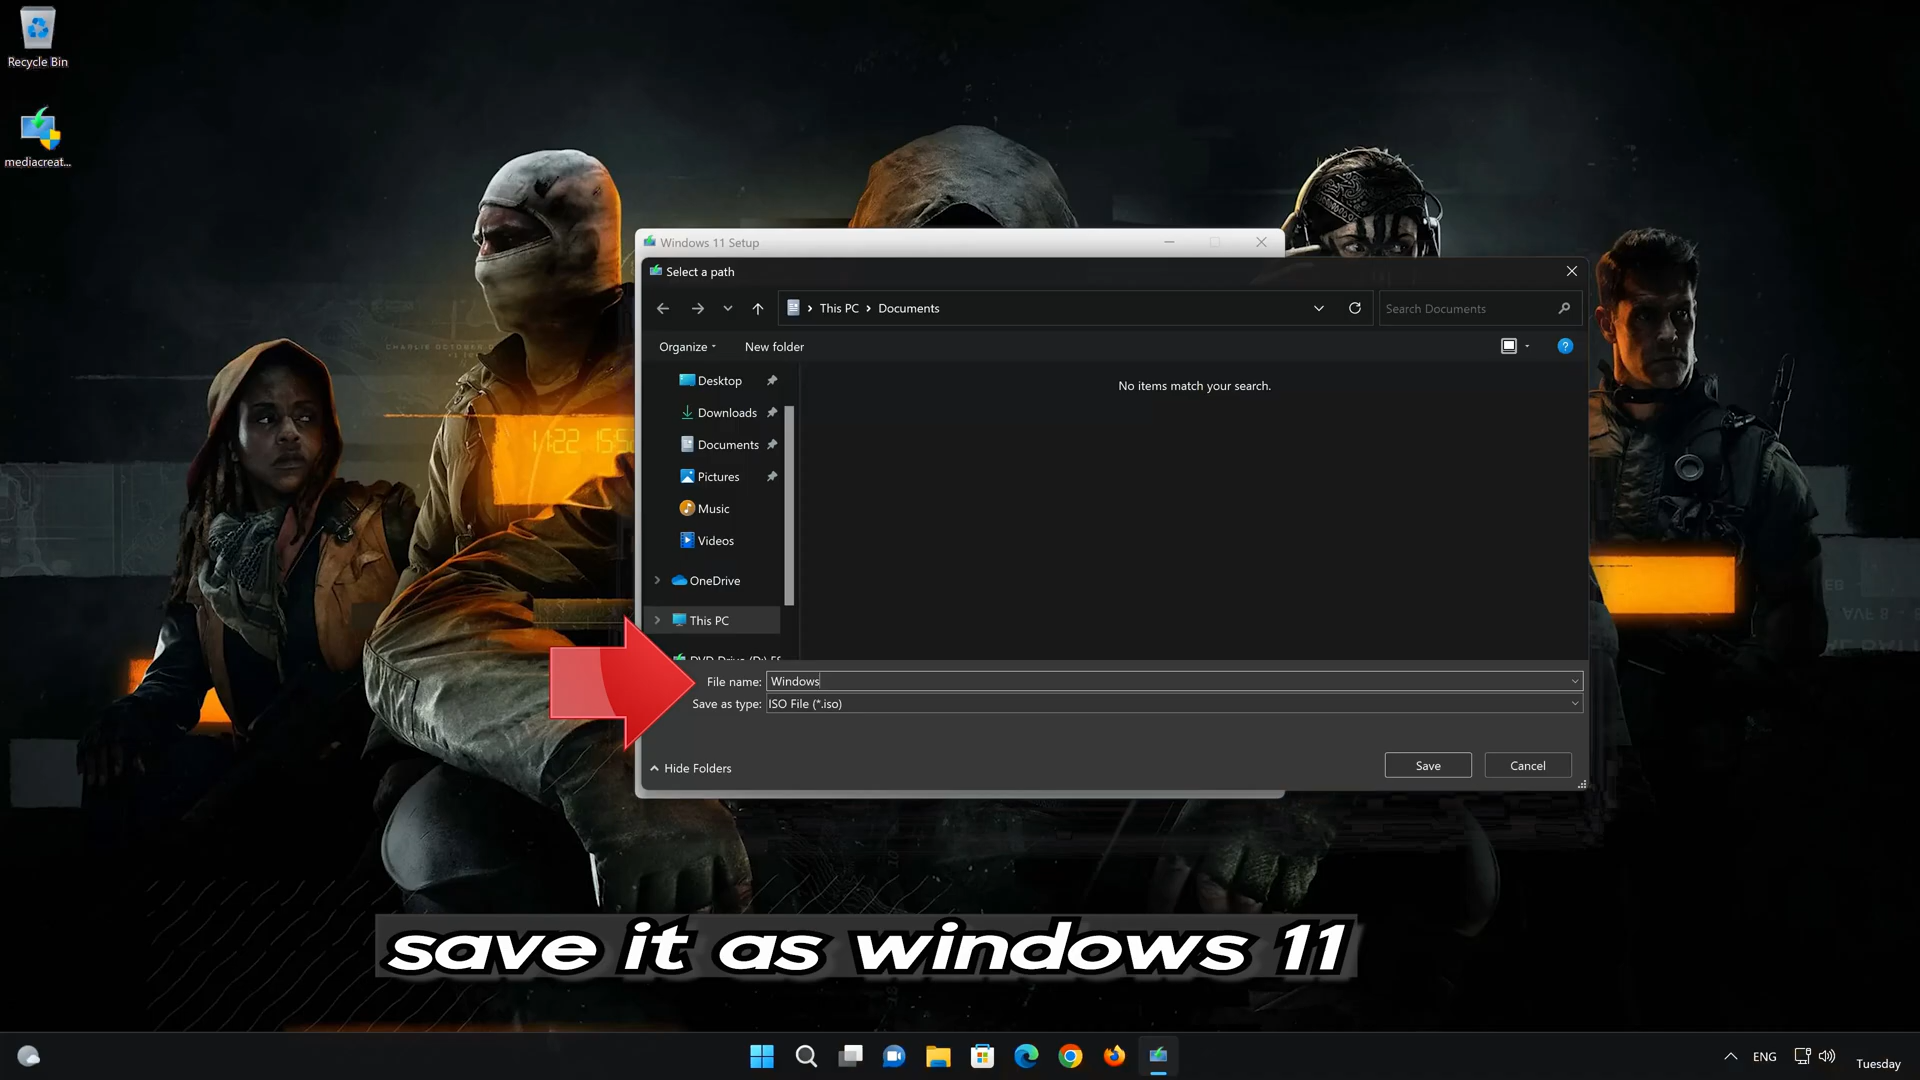 Recycle Bin
mediacreat...
Windows 11 Setup
Select a path
This PC
Documents
Search Documents
Organize
New folder
No items match your search.
Desktop
Downloads
Documents
Pictures
Music
Videos
OneDrive
This PC
File name: Windows
Save as type: ISO File (*.iso)
Hide Folders
Save
Cancel
save it as windows 11
ENG
Tuesday